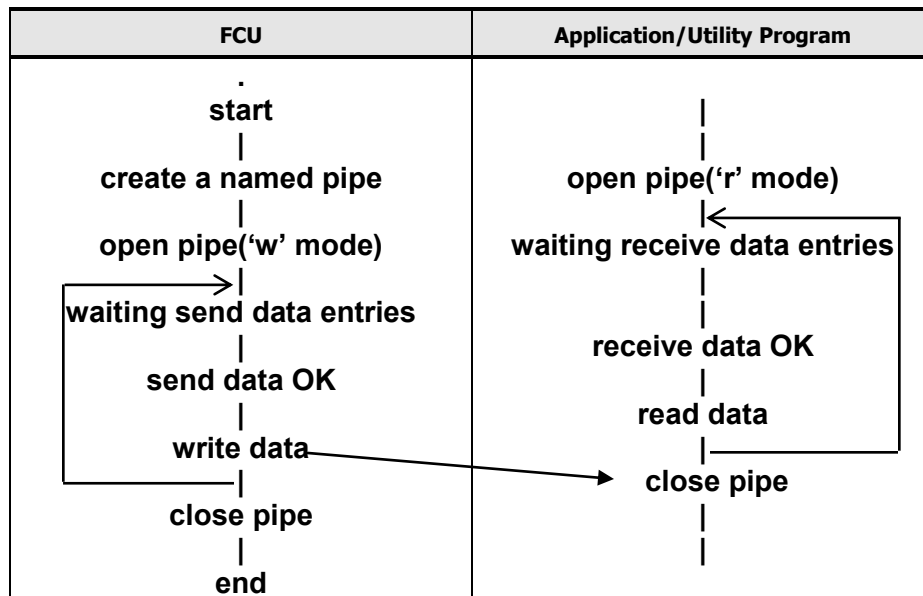 FCU
Application/Utility Program
.
start
|
create a named pipe
|
open pipe(‘w’ mode)
|
waiting send data entries
|
send data OK
|
write data
|
close pipe
|
end
|
|
open pipe(‘r’ mode)
|
waiting receive data entries
|
|
receive data OK
|
read data
|
close pipe
|
|